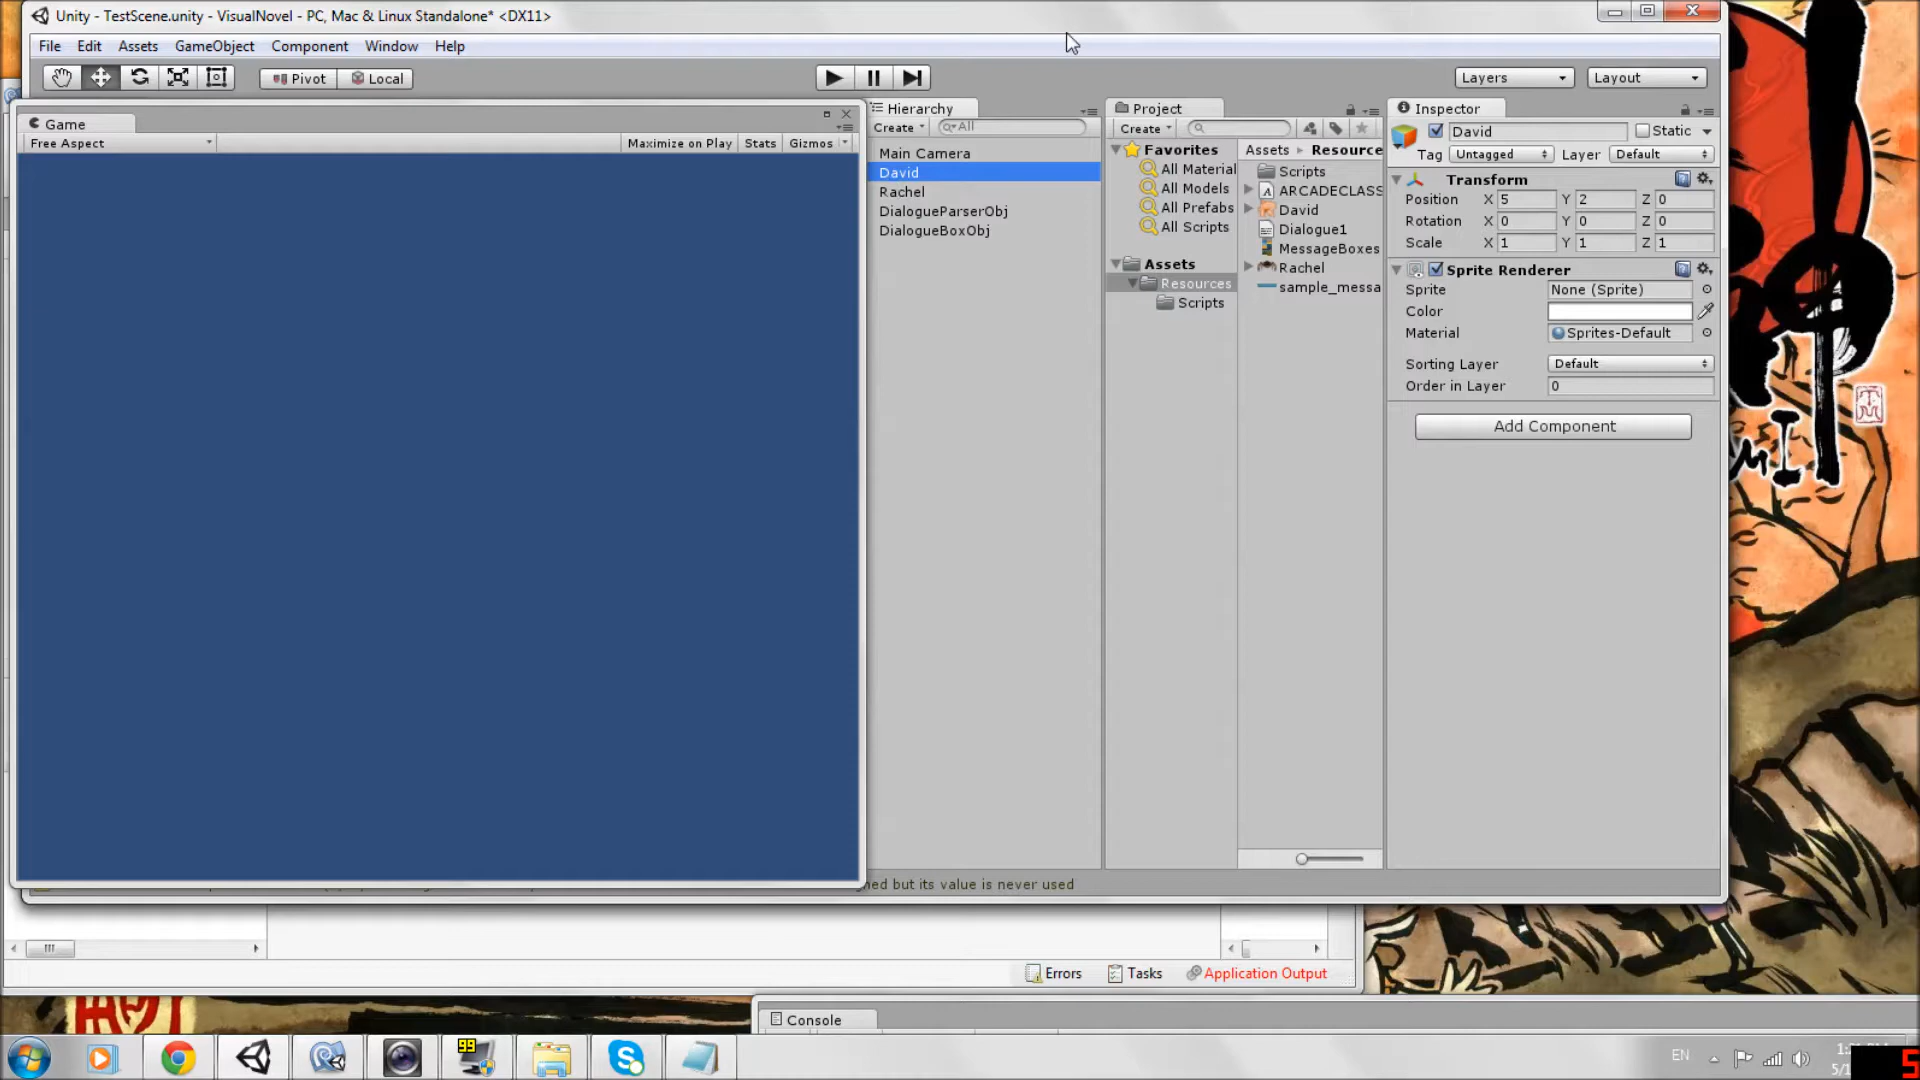 Unity - TestScene.unity - VisualNovel - PC, Mac & Linux Standalone* <DX11>
File Edit Assets GameObject Component Window Help
Pivot Local Layers Layout
Game
Free Aspect Maximize on Play Stats Gizmos
Hierarchy
Create All
Main Camera
David
Rachel
DialogueParserObj
DialogueBoxObj
Project
Create
Favorites
All Material
All Models
All Prefabs
All Scripts
Assets
Resources
Scripts
Assets Resource
Scripts
ARCADECLASS
David
Dialogue1
MessageBoxes
Rachel
sample_messa
Inspector
David Static
Tag Untagged Layer Default
Transform
Position X 5 Y 2 Z 0
Rotation X 0 Y 0 Z 0
Scale X 1 Y 1 Z 1
Sprite Renderer
Sprite None (Sprite)
Color
Material Sprites-Default
Sorting Layer Default
Order in Layer 0
Add Component
ned but its value is never used
Errors Tasks Application Output
Console
99
EN